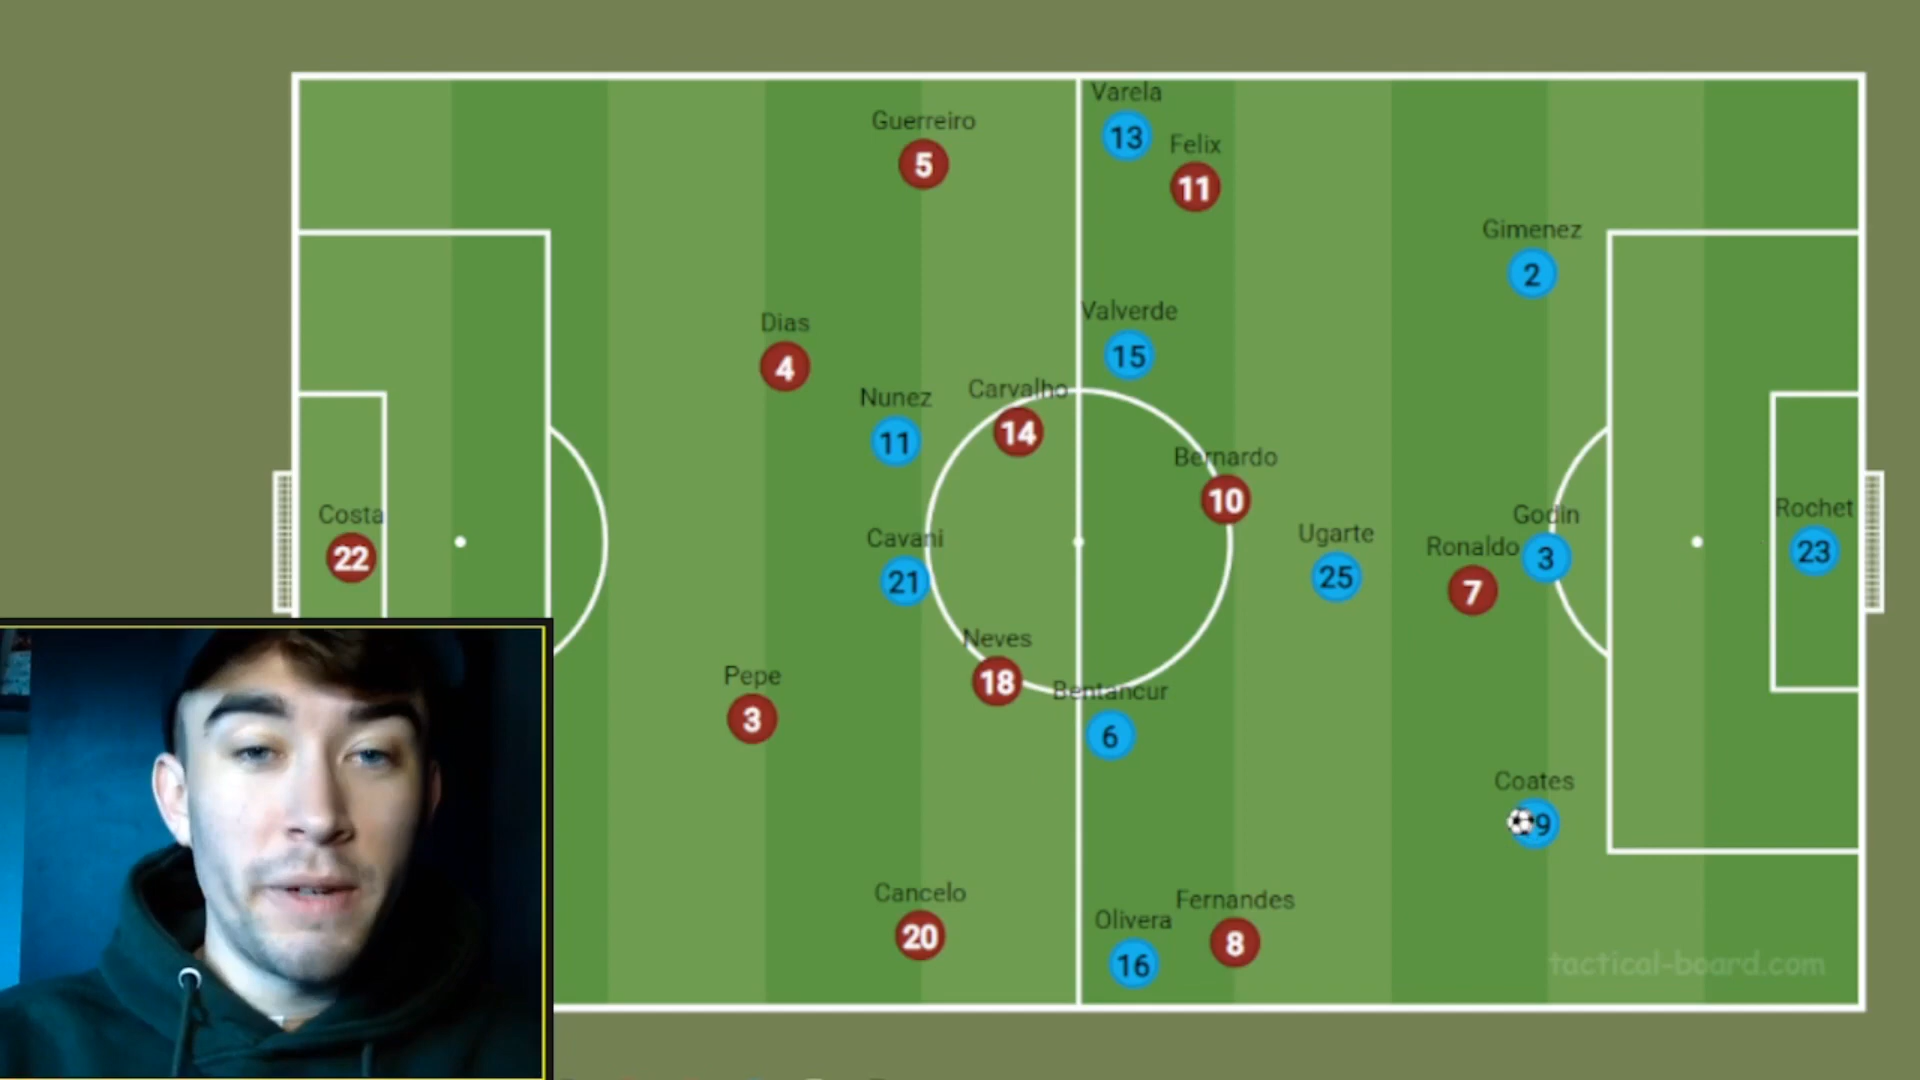 Varela
13
Guerreiro
5
Felix
11
Gimenez
2
Valverde
15
Dias
4
Nunez
11
Carvalho
14
Bernardo
10
Costa
22
Cavani
21
Ugarte
25
Ronaldo
7
Godin
3
Rochet
23
Neves
18
Bentancur
6
Pepe
3
Coates
9
Cancelo
20
Olivera
16
Fernandes
8
tactical-board.com